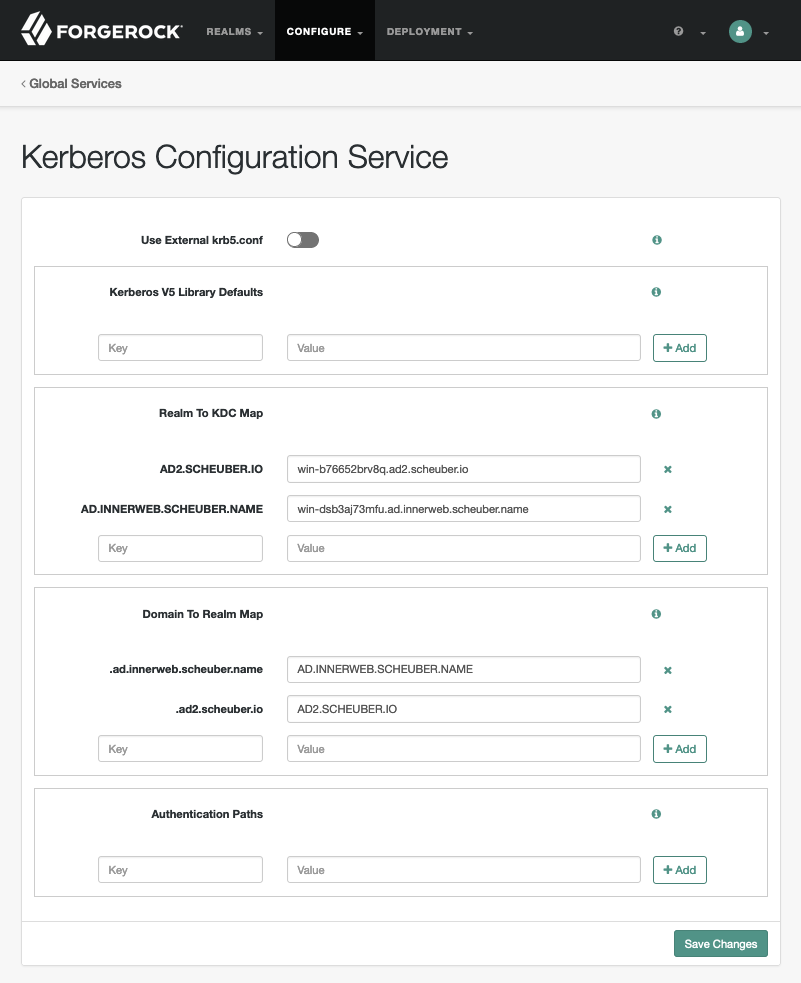 FORGEROCK REALMS CONFIGURE DEPLOYMENT
‹ Global Services
Kerberos Configuration Service
Use External krb5.conf
Kerberos V5 Library Defaults
Key Value + Add
Realm To KDC Map
AD2.SCHEUBER.IO win-b76652brv8q.ad2.scheuber.io
AD.INNERWEB.SCHEUBER.NAME win-dsb3aj73mfu.ad.innerweb.scheuber.name
Key Value + Add
Domain To Realm Map
.ad.innerweb.scheuber.name AD.INNERWEB.SCHEUBER.NAME
.ad2.scheuber.io AD2.SCHEUBER.IO
Key Value + Add
Authentication Paths
Key Value + Add
Save Changes